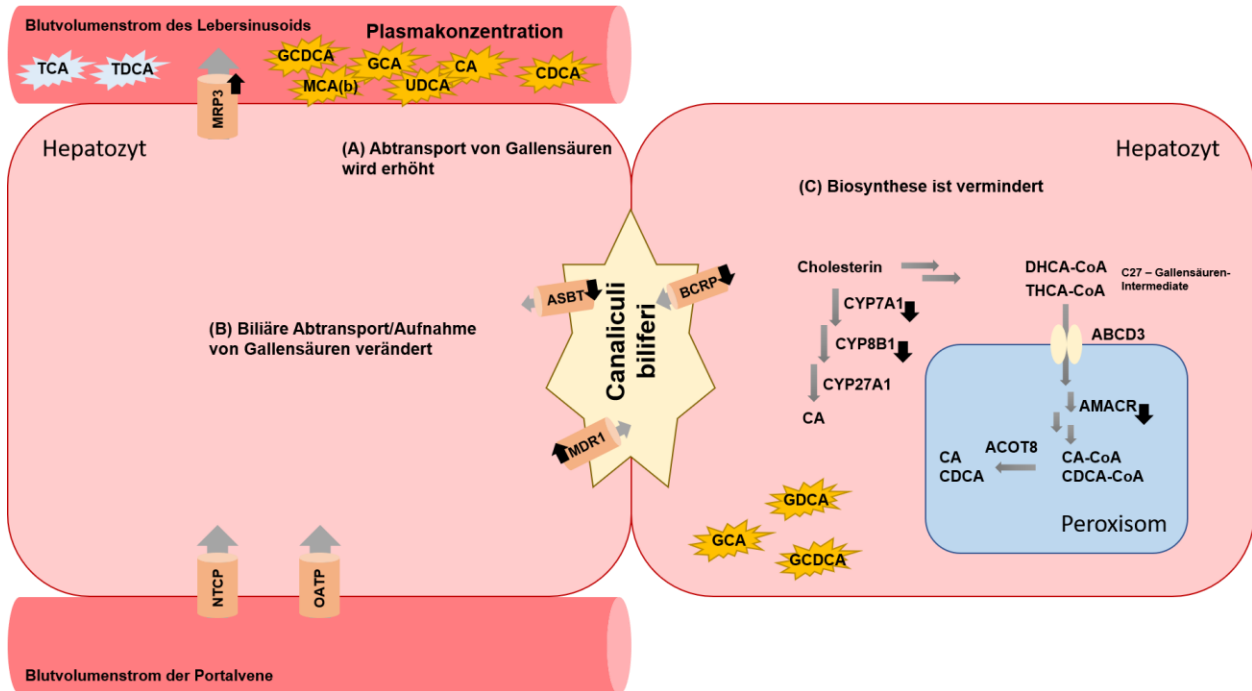 Blutvolumenstrom des Lebersinusoids
Plasmakonzentration
TCA
TDCA
MRP3
GCDCA
GCA
CA
CDCA
MCA(b)
UDCA
Hepatozyt
(A) Abtransport von Gallensäuren
wird erhöht
(B) Biliäre Abtransport/Aufnahme
von Gallensäuren verändert
ASBT
BCRP
MDR1
Canaliculi
biliferi
NTCP
OATP
Blutvolumenstrom der Portalvene
Hepatozyt
(C) Biosynthese ist vermindert
Cholesterin
CYP7A1
CYP8B1
CYP27A1
CA
DHCA-CoA
THCA-CoA
C27 – Gallensäuren-
Intermediate
ABCD3
AMACR
ACOT8
CA
CDCA
CA-CoA
CDCA-CoA
Peroxisom
GDCA
GCA
GCDCA